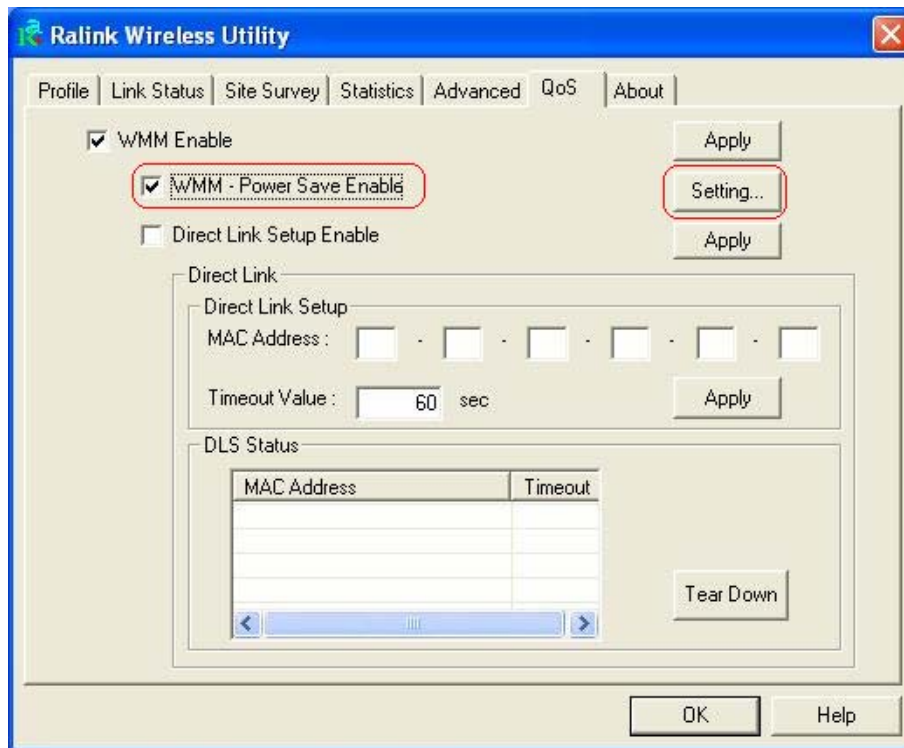 Ralink Wireless Utility
Profile Link Status Site Survey Statistics Advanced QoS About
WMM Enable Apply
WMM - Power Save Enable Setting...
Direct Link Setup Enable Apply
Direct Link
Direct Link Setup
MAC Address : - - - - -
Timeout Value : 60 sec Apply
DLS Status
MAC Address Timeout
Tear Down
OK Help